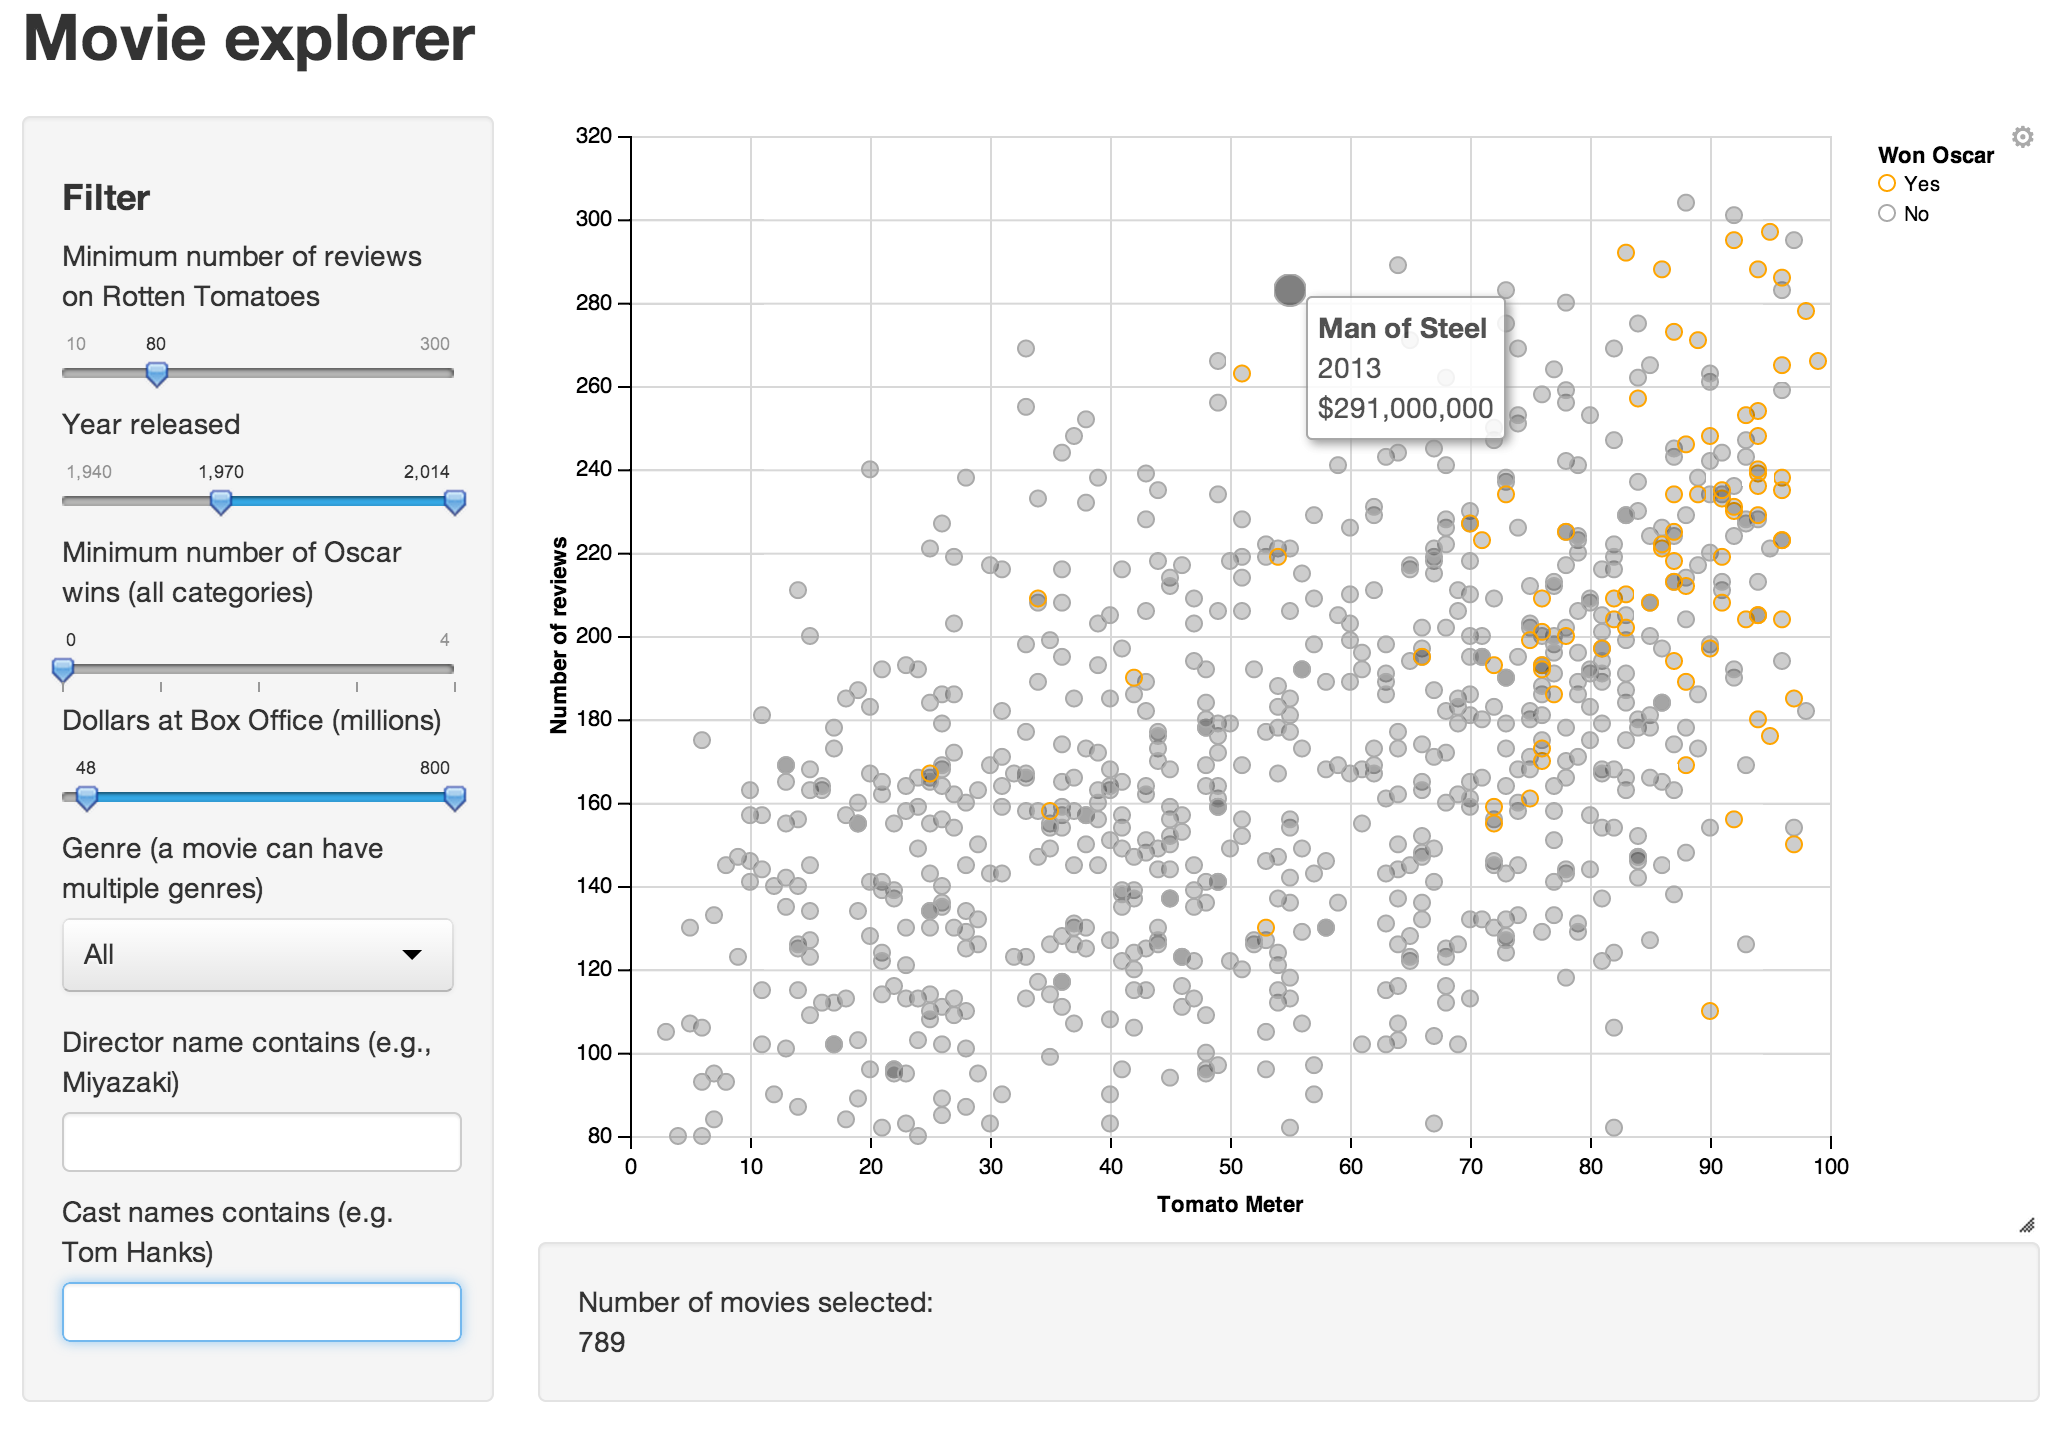 Movie explorer
Filter
Minimum number of reviews
on Rotten Tomatoes
10 80 300
Year released
1,940 1,970 2,014
Minimum number of Oscar
wins (all categories)
0 4
Dollars at Box Office (millions)
48 800
Genre (a movie can have
multiple genres)
All
Director name contains (e.g.,
Miyazaki)
Cast names contains (e.g.
Tom Hanks)
320
300
280
260
240
220
200
180
160
140
120
100
80
Number of reviews
0 10 20 30 40 50 60 70 80 90 100
Tomato Meter
Man of Steel
2013
$291,000,000
Won Oscar
Yes
No
Number of movies selected:
789